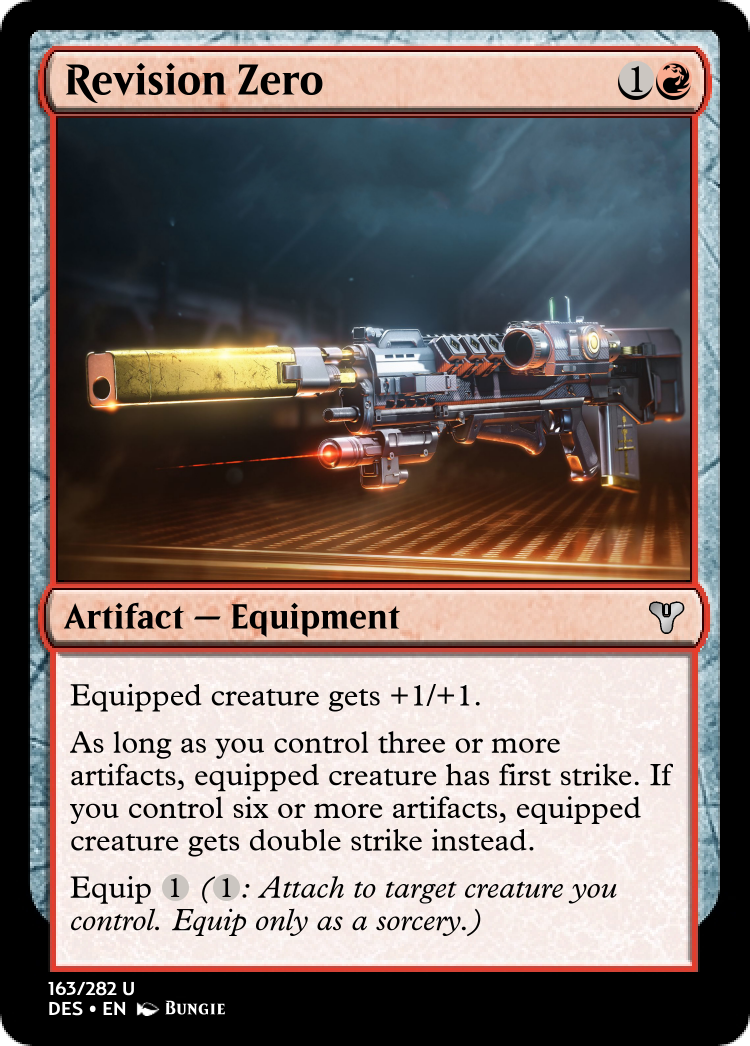 Revision Zero 1
Artifact — Equipment
Equipped creature gets +1/+1.
As long as you control three or more
artifacts, equipped creature has first strike. If
you control six or more artifacts, equipped
creature gets double strike instead.
Equip 1 (1: Attach to target creature you
control. Equip only as a sorcery.)
163/282 U
DES • EN Bungie